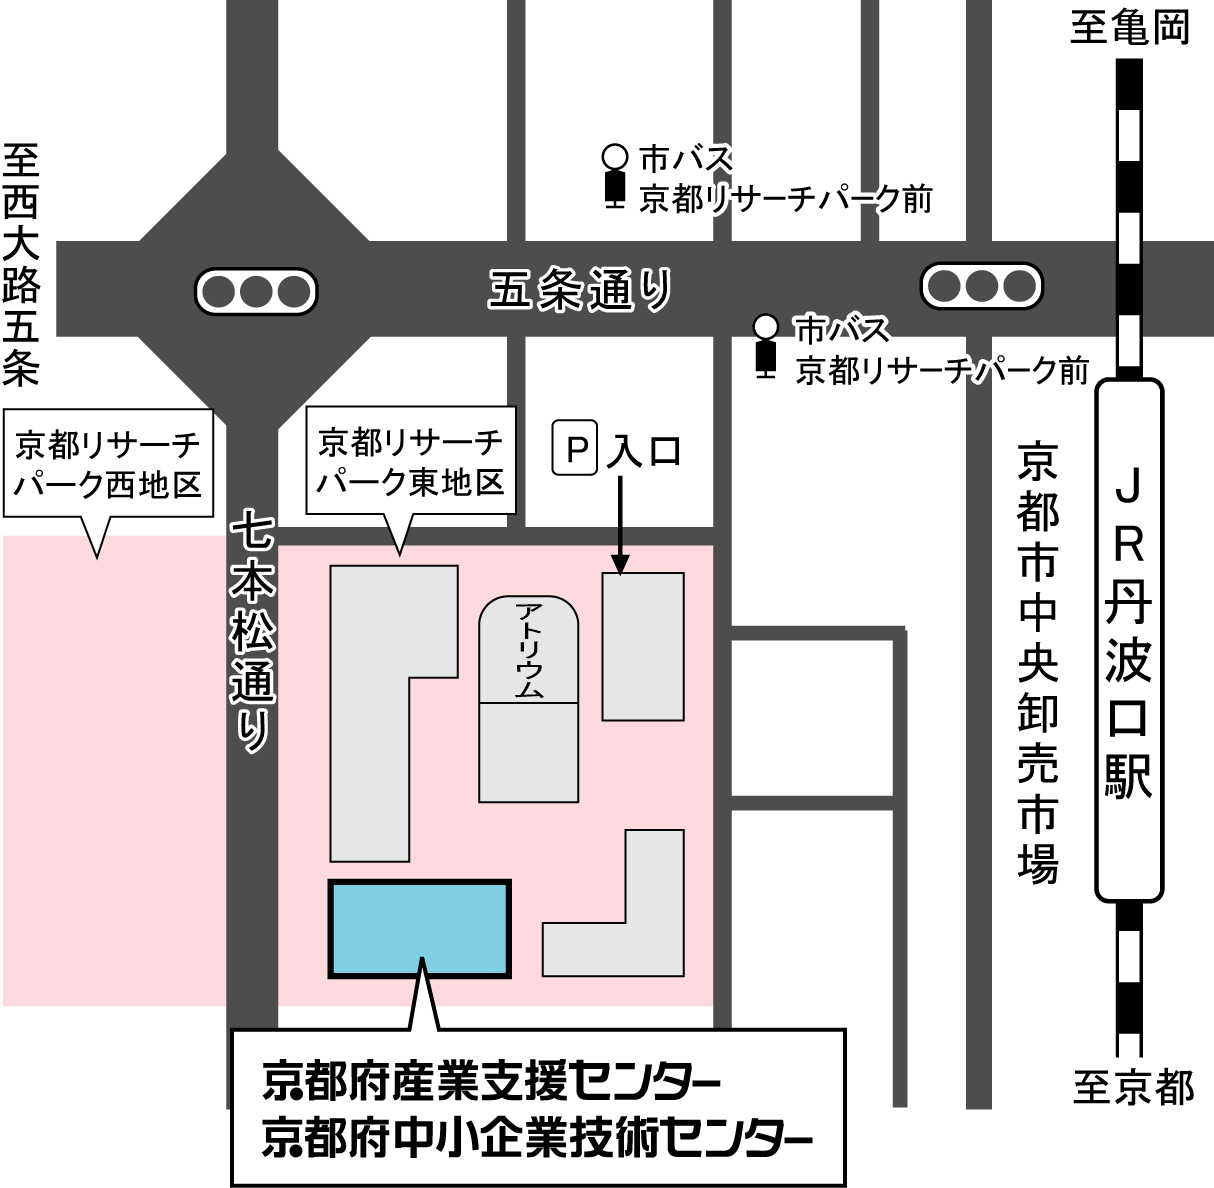 至亀岡
至西大路五条
市バス
京都リサーチパーク前
五条通り
市バス
京都リサーチパーク前
京都リサーチ
パーク西地区
京都リサーチ
パーク東地区
P 入口
七本松通り
アトリウム
京都市中央卸売市場
JR丹波口駅
京都府産業支援センター
京都府中小企業技術センター
至京都